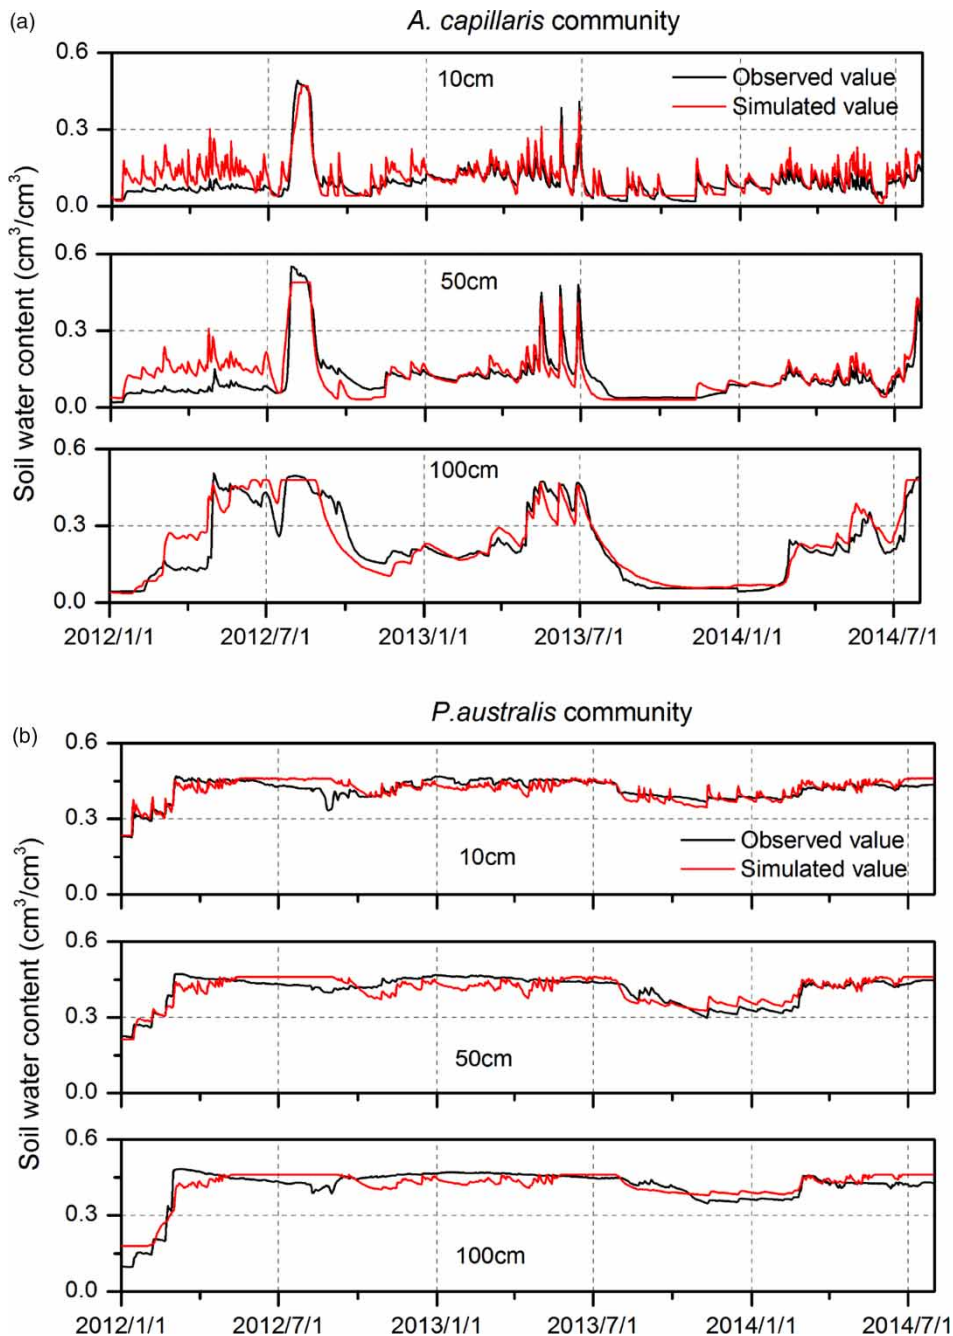 (a)
A. capillaris community
0.6
10cm
Observed value
Simulated value
0.3
0.0
0.6
50cm
0.3
0.0
0.6
100cm
0.3
0.0
Soil water content (cm³/cm³)
2012/1/1 2012/7/1 2013/1/1 2013/7/1 2014/1/1 2014/7/1
P.australis community
(b)
0.6
0.3
Observed value
10cm
Simulated value
0.0
0.6
0.3
50cm
0.0
0.6
0.3
100cm
0.0
Soil water content (cm³/cm³)
2012/1/1 2012/7/1 2013/1/1 2013/7/1 2014/1/1 2014/7/1